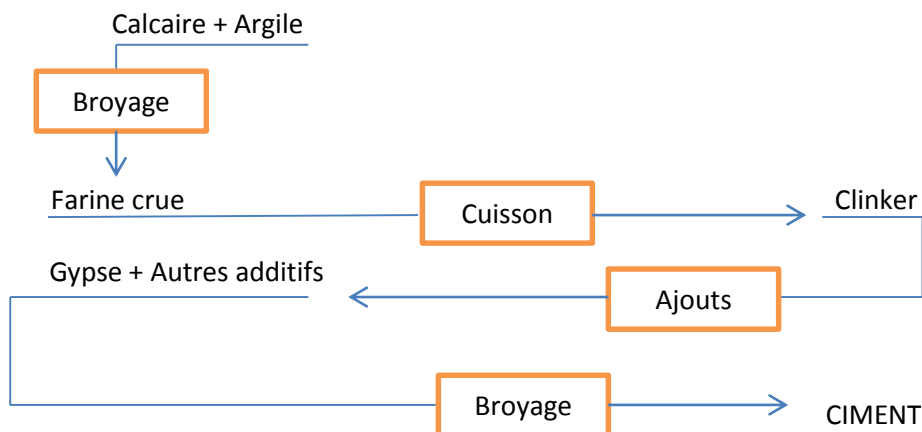 Calcaire + Argile
Broyage
Farine crue
Cuisson
Clinker
Gypse + Autres additifs
Ajouts
Broyage
CIMENT